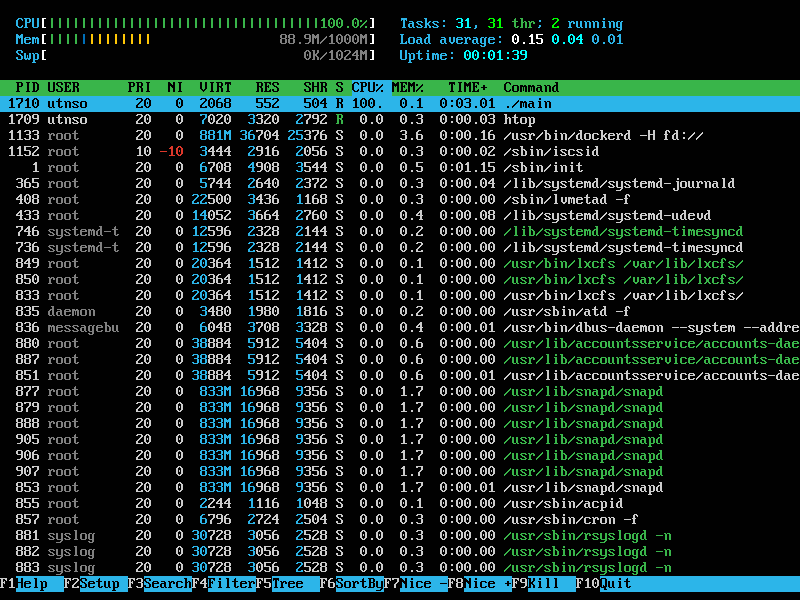 CPU[||||||||||||||||||||||||||||||||||100.0%] Tasks: 31, 31 thr; 2 running
Mem[||||||||||||| 88.9M/1000M] Load average: 0.15 0.04 0.01
Swp[ 0K/1024M] Uptime: 00:01:39
PID USER PRI NI VIRT RES SHR S CPU% MEM% TIME+ Command
1710 utnso 20 0 2068 552 504 R 100. 0.1 0:03.01 ./main
1709 utnso 20 0 7020 3320 2792 R 0.0 0.3 0:00.03 htop
1133 root 20 0 881M 36704 25376 S 0.0 3.6 0:00.16 /usr/bin/dockerd -H fd://
1152 root 10 -10 3444 2916 2056 S 0.0 0.3 0:00.02 /sbin/iscsid
1 root 20 0 6708 4908 3544 S 0.0 0.5 0:01.15 /sbin/init
365 root 20 0 5744 2640 2372 S 0.0 0.3 0:00.04 /lib/systemd/systemd-journald
408 root 20 0 22500 3436 1168 S 0.0 0.3 0:00.00 /sbin/lvmetad -f
433 root 20 0 14052 3664 2760 S 0.0 0.4 0:00.08 /lib/systemd/systemd-udevd
746 systemd-t 20 0 12596 2328 2144 S 0.0 0.2 0:00.00 /lib/systemd/systemd-timesyncd
736 systemd-t 20 0 12596 2328 2144 S 0.0 0.2 0:00.00 /lib/systemd/systemd-timesyncd
849 root 20 0 20364 1512 1412 S 0.0 0.1 0:00.00 /usr/bin/lxcfs /var/lib/lxcfs/
850 root 20 0 20364 1512 1412 S 0.0 0.1 0:00.00 /usr/bin/lxcfs /var/lib/lxcfs/
833 root 20 0 20364 1512 1412 S 0.0 0.1 0:00.00 /usr/bin/lxcfs /var/lib/lxcfs/
835 daemon 20 0 3480 1980 1816 S 0.0 0.2 0:00.00 /usr/sbin/atd -f
836 messagebu 20 0 6048 3708 3328 S 0.0 0.4 0:00.01 /usr/bin/dbus-daemon --system --addre
880 root 20 0 38884 5912 5404 S 0.0 0.6 0:00.00 /usr/lib/accountsservice/accounts-dae
887 root 20 0 38884 5912 5404 S 0.0 0.6 0:00.00 /usr/lib/accountsservice/accounts-dae
851 root 20 0 38884 5912 5404 S 0.0 0.6 0:00.01 /usr/lib/accountsservice/accounts-dae
877 root 20 0 833M 16968 9356 S 0.0 1.7 0:00.00 /usr/lib/snapd/snapd
879 root 20 0 833M 16968 9356 S 0.0 1.7 0:00.00 /usr/lib/snapd/snapd
888 root 20 0 833M 16968 9356 S 0.0 1.7 0:00.00 /usr/lib/snapd/snapd
905 root 20 0 833M 16968 9356 S 0.0 1.7 0:00.00 /usr/lib/snapd/snapd
906 root 20 0 833M 16968 9356 S 0.0 1.7 0:00.00 /usr/lib/snapd/snapd
907 root 20 0 833M 16968 9356 S 0.0 1.7 0:00.00 /usr/lib/snapd/snapd
853 root 20 0 833M 16968 9356 S 0.0 1.7 0:00.01 /usr/lib/snapd/snapd
855 root 20 0 2244 1116 1048 S 0.0 0.1 0:00.00 /usr/sbin/acpid
857 root 20 0 6796 2724 2504 S 0.0 0.3 0:00.00 /usr/sbin/cron -f
881 syslog 20 0 30728 3056 2528 S 0.0 0.3 0:00.00 /usr/sbin/rsyslogd -n
882 syslog 20 0 30728 3056 2528 S 0.0 0.3 0:00.00 /usr/sbin/rsyslogd -n
883 syslog 20 0 30728 3056 2528 S 0.0 0.3 0:00.00 /usr/sbin/rsyslogd -n
F1Help F2Setup F3SearchF4FilterF5Tree F6SortByF7Nice -F8Nice +F9Kill F10Quit